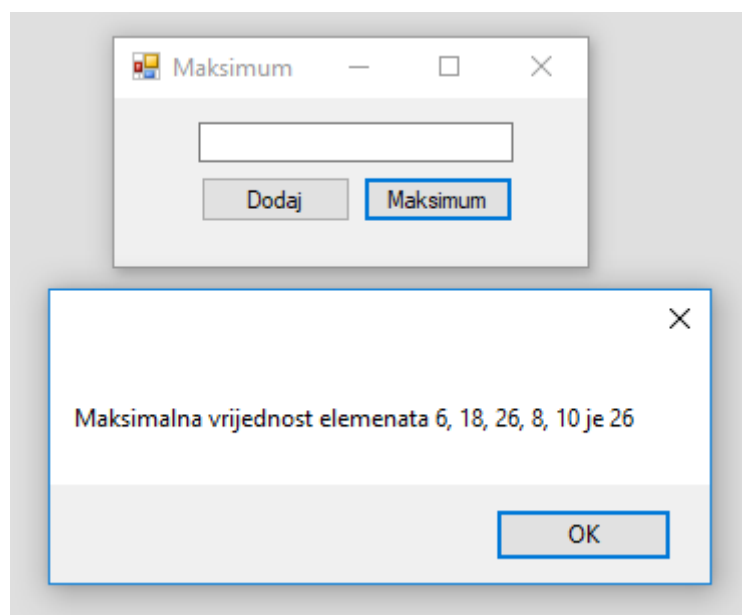 Maksimum
Dodaj Maksimum
Maksimalna vrijednost elemenata 6, 18, 26, 8, 10 je 26
OK